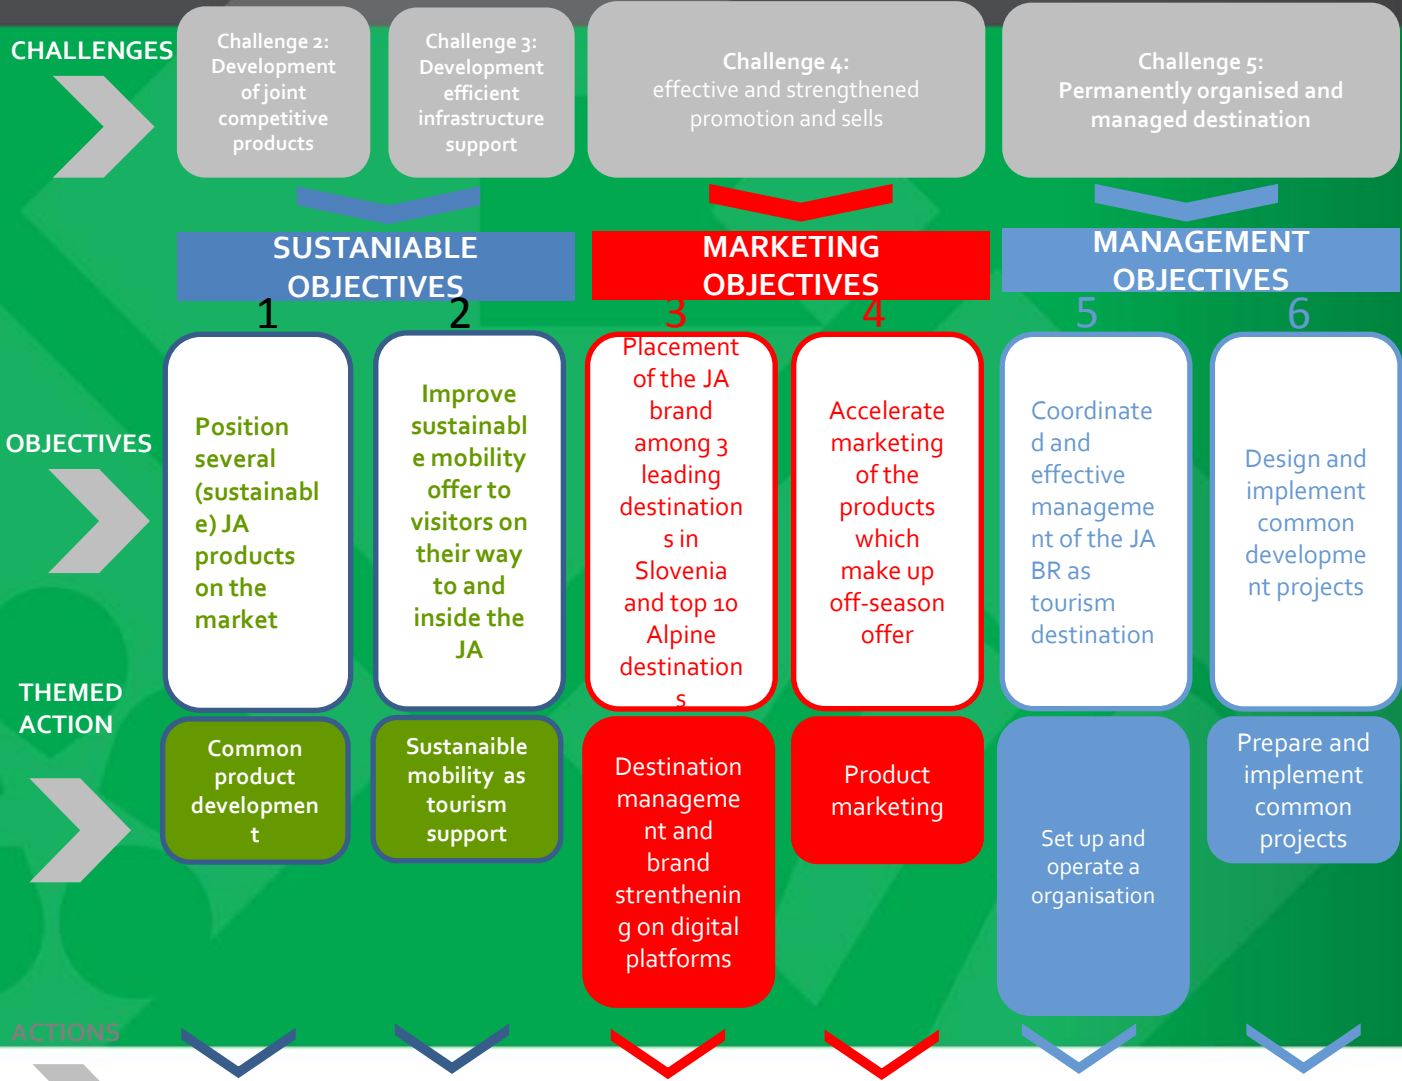 CHALLENGES
Challenge 2:
Development
of joint
competitive
products
Challenge 3:
Development
efficient
infrastructure
support
Challenge 4:
effective and strengthened
promotion and sells
Challenge 5:
Permanently organised and
managed destination
SUSTANIABLE
OBJECTIVES
MARKETING
OBJECTIVES
MANAGEMENT
OBJECTIVES
1
2
3
4
5
6
OBJECTIVES
Position
several
(sustainabl
e) JA
products
on the
market
Improve
sustainabl
e mobility
offer to
visitors on
their way
to and
inside the
JA
Placement
of the JA
brand
among 3
leading
destination
s in
Slovenia
and top 10
Alpine
destination
s
Accelerate
marketing
of the
products
which
make up
off-season
offer
Coordinate
d and
effective
manageme
nt of the JA
BR as
tourism
destination
Design and
implement
common
developme
nt projects
THEMED
ACTION
Common
product
developmen
t
Sustanaible
mobility as
tourism
support
Destination
manageme
nt and
brand
strenthenin
g on digital
platforms
Product
marketing
Set up and
operate a
organisation
Prepare and
implement
common
projects
ACTIONS